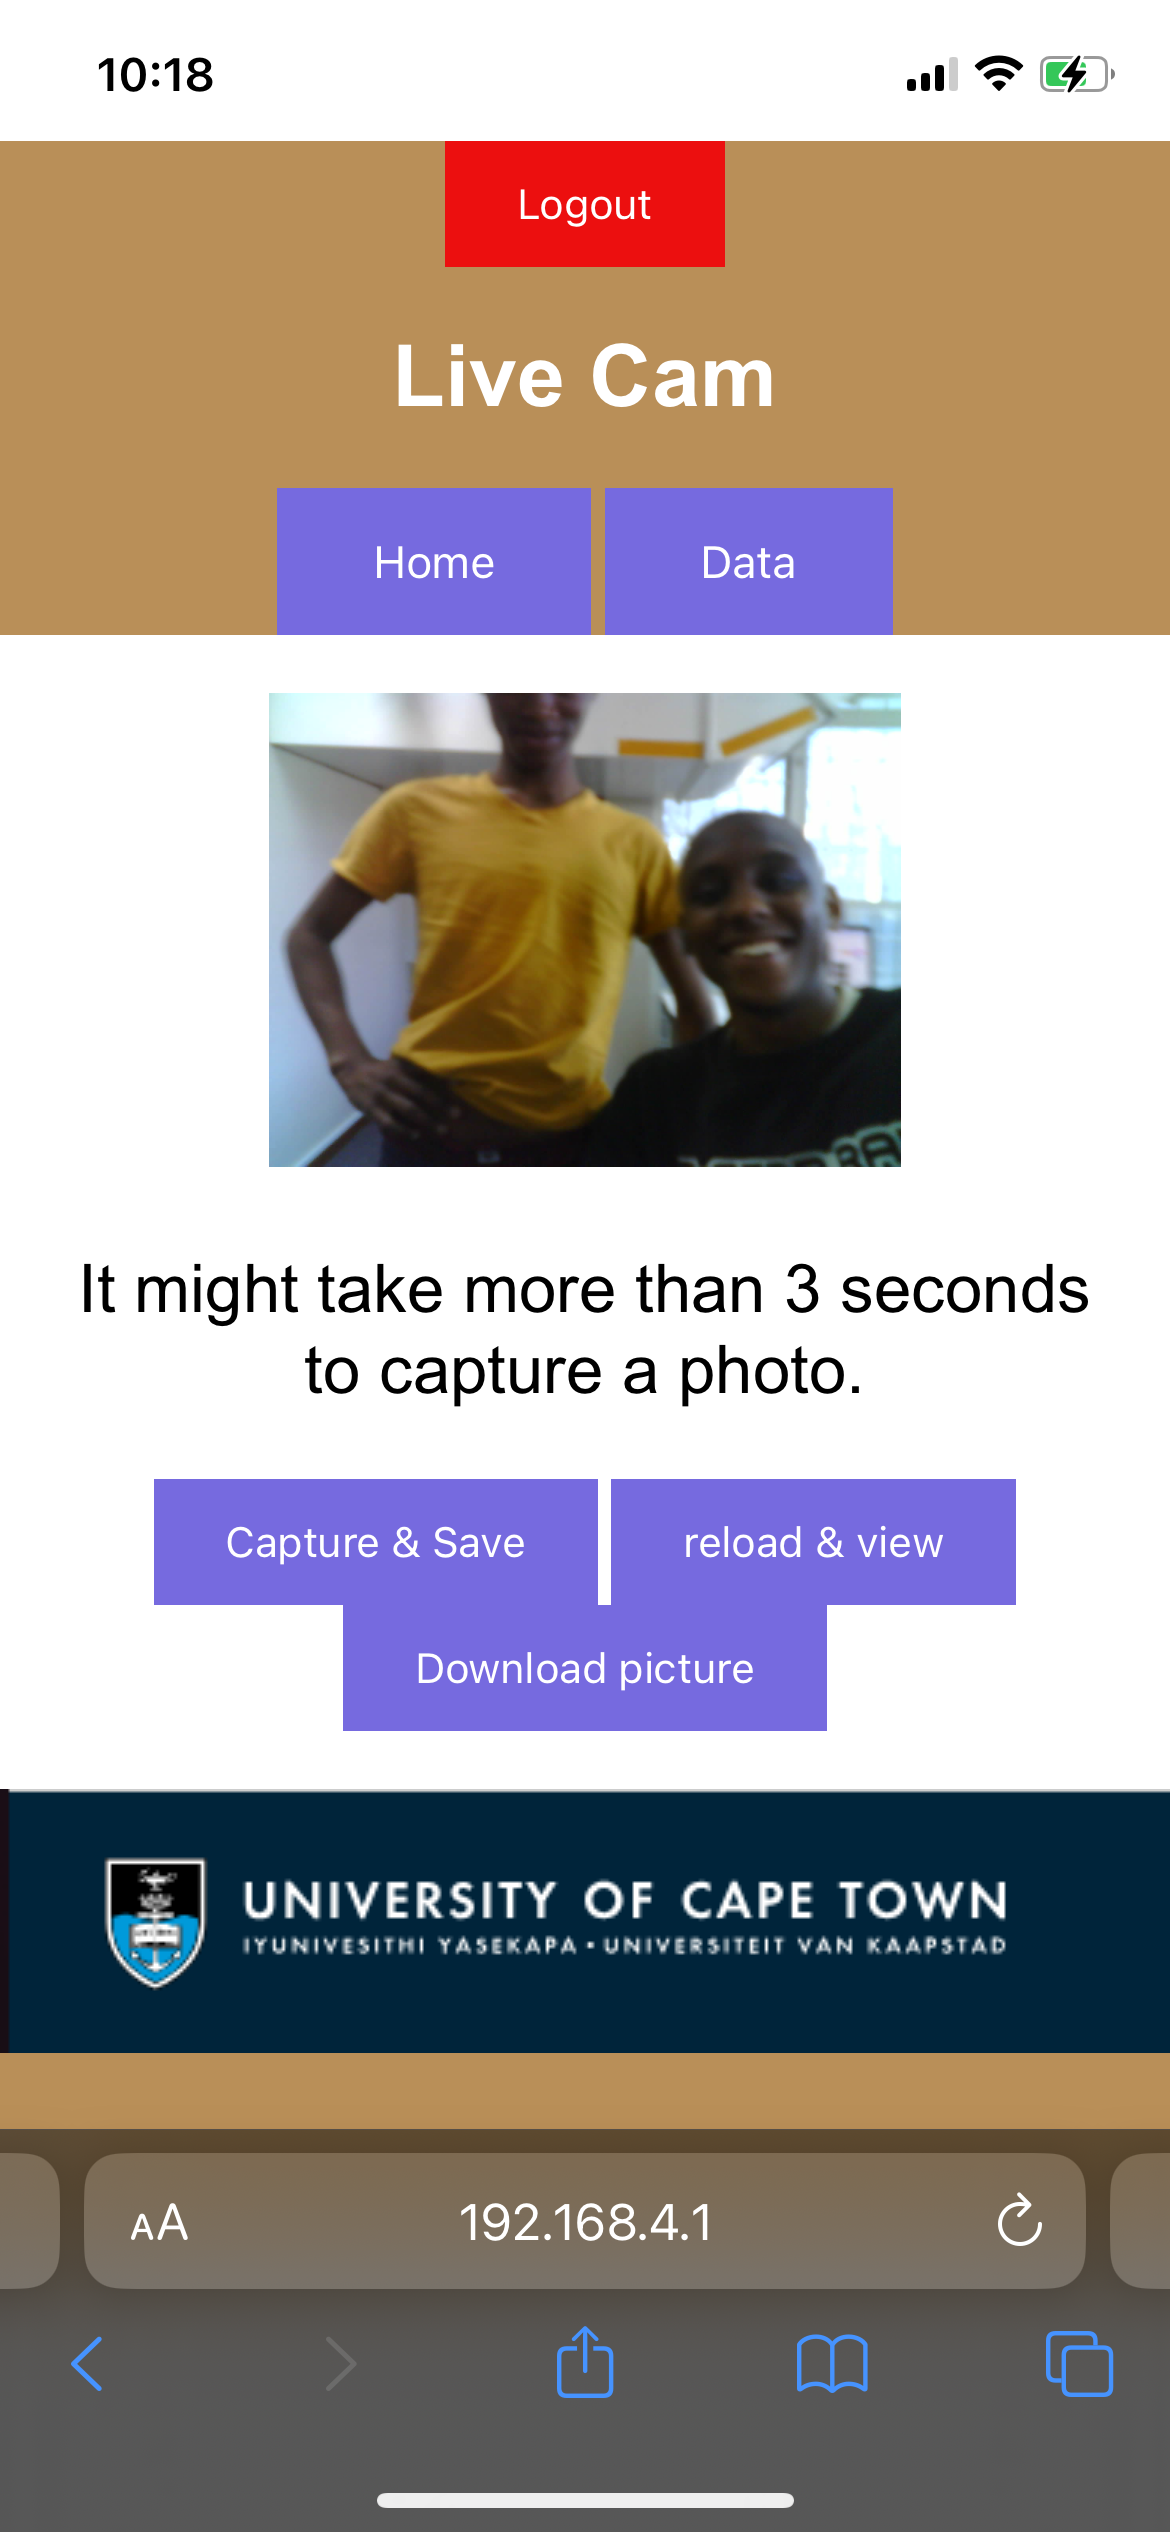 10:18
Logout
Live Cam
Home Data
It might take more than 3 seconds
to capture a photo.
Capture & Save reload & view
Download picture
UNIVERSITY OF CAPE TOWN
IYUNIVESITHI YASEKAPA • UNIVERSITEIT VAN KAAPSTAD
AA 192.168.4.1